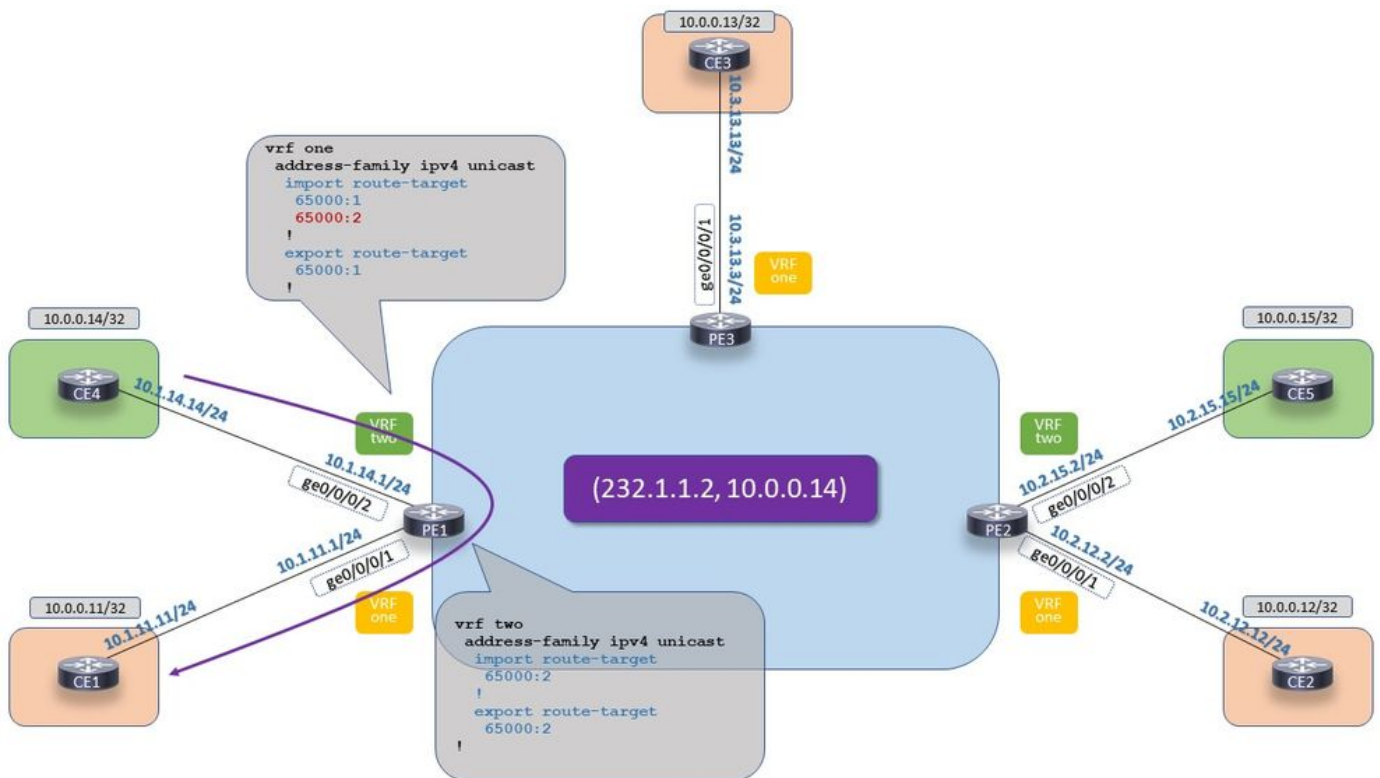 10.0.0.13/32
CE3
10.3.13.13/24
vrf one
address-family ipv4 unicast
import route-target
65000:1
65000:2
!
export route-target
65000:1
!
ge0/0/0/1
10.3.13.3/24
VRF
one
PE3
10.0.0.14/32
CE4
10.1.14.14/24
VRF
two
10.1.14.1/24
ge0/0/0/2
PE1
(232.1.1.2, 10.0.0.14)
10.0.0.15/32
CE5
10.2.15.15/24
VRF
two
10.2.15.2/24
ge0/0/0/2
PE2
10.1.11.1/24
ge0/0/0/1
VRF
one
10.0.0.11/32
10.1.11.11/24
CE1
vrf two
address-family ipv4 unicast
import route-target
65000:2
!
export route-target
65000:2
!
10.2.12.2/24
ge0/0/0/1
VRF
one
10.0.0.12/32
10.2.12.12/24
CE2